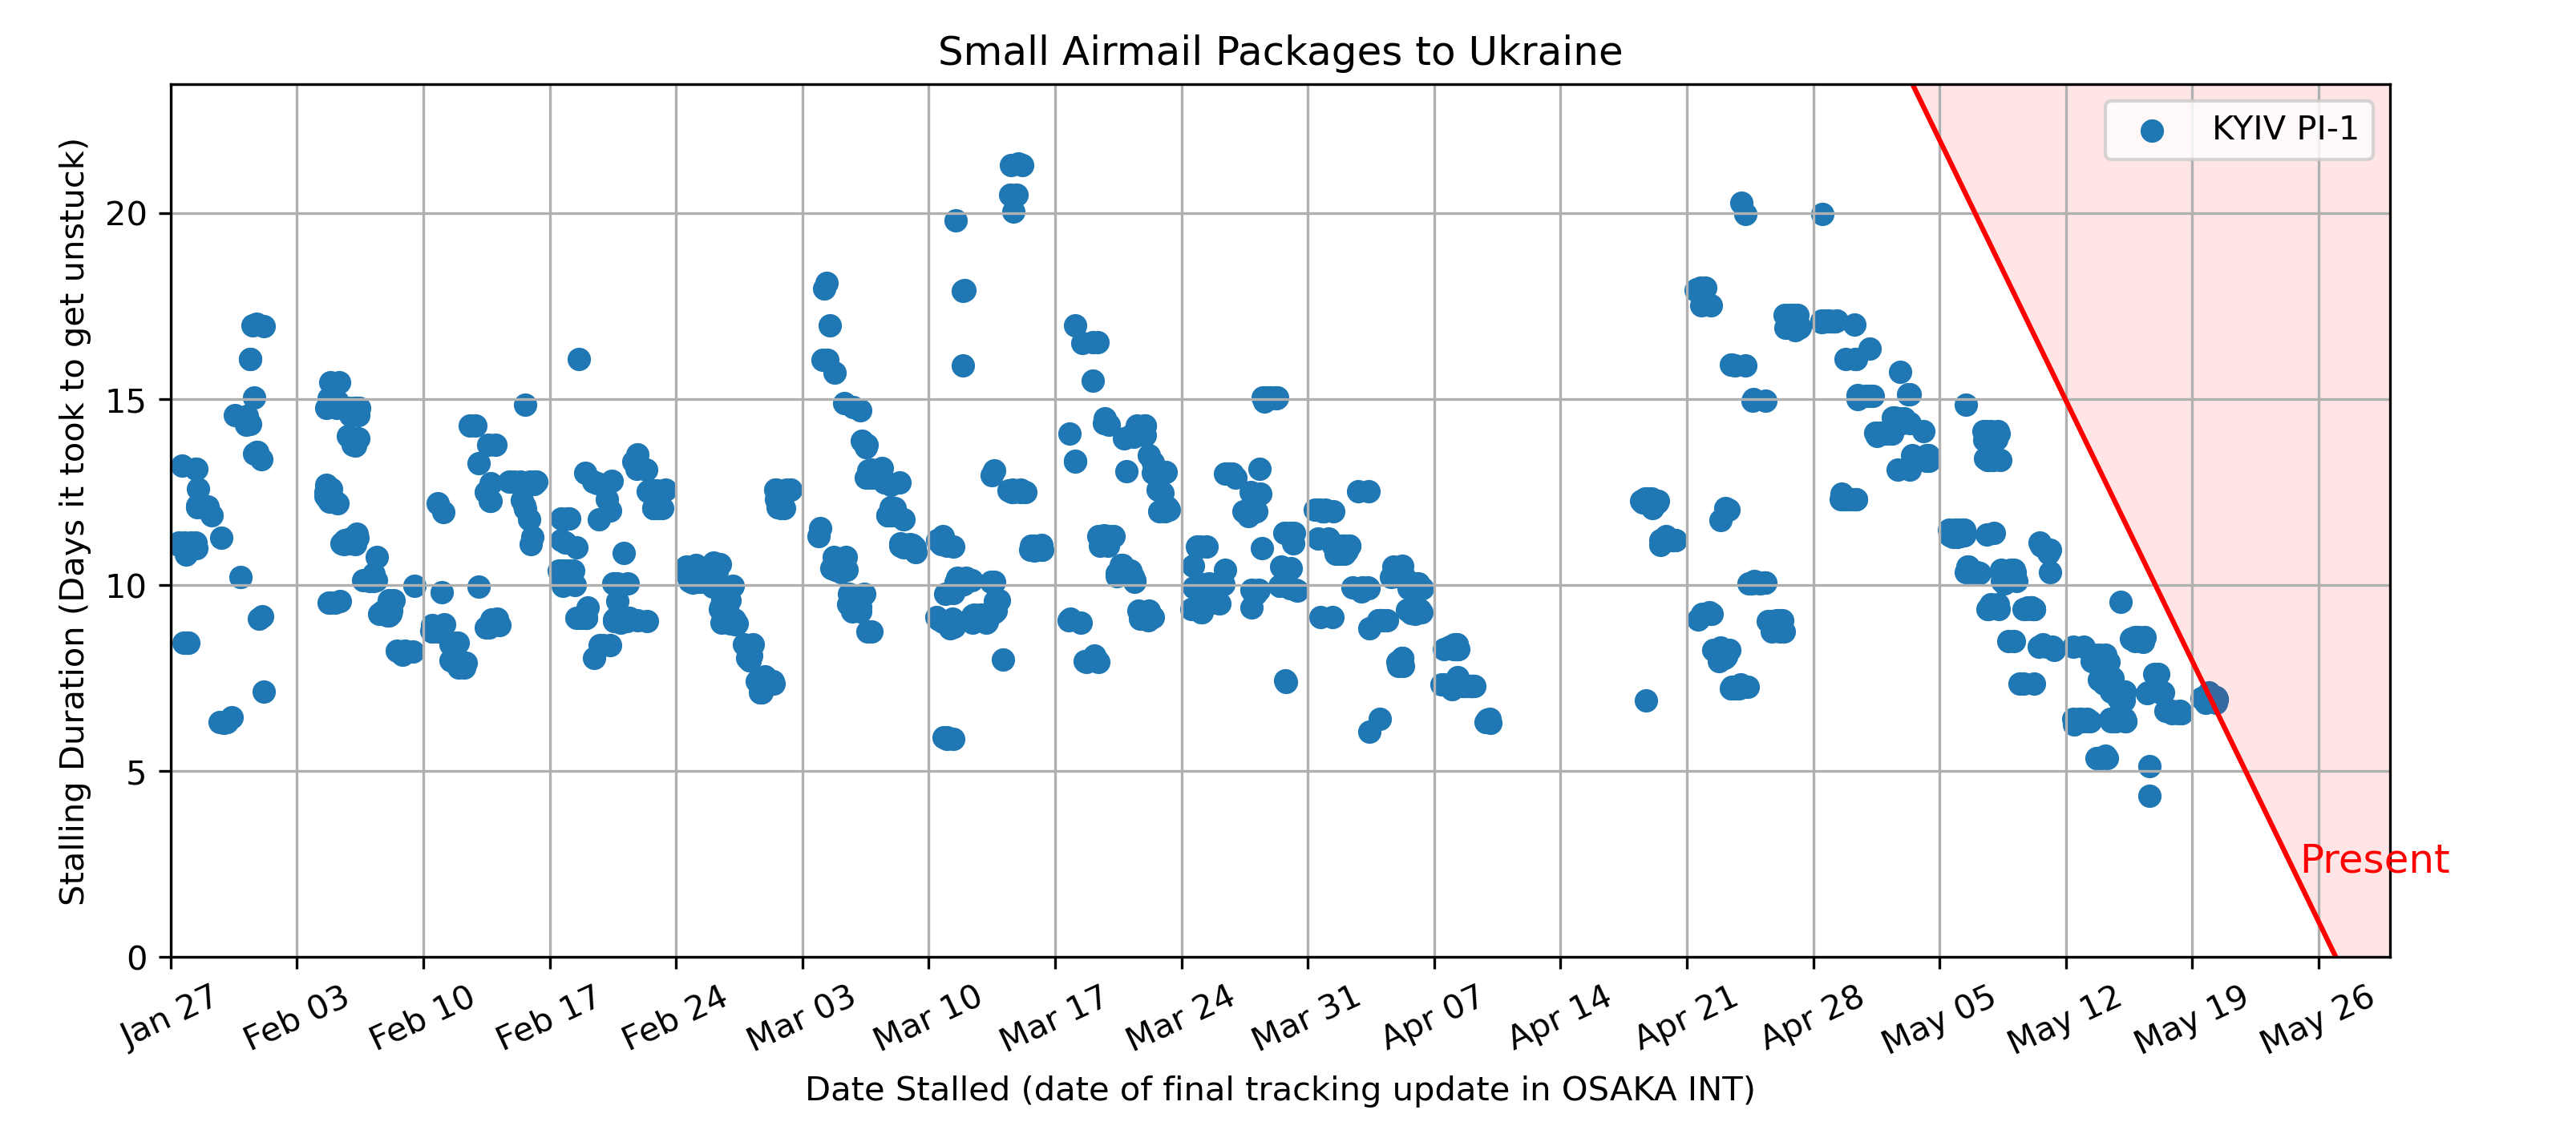 Small Airmail Packages to Ukraine
KYIV PI-1
Stalling Duration (Days it took to get unstuck)
20
15
10
5
0
Present
Jan 27
Feb 03
Feb 10
Feb 17
Feb 24
Mar 03
Mar 10
Mar 17
Mar 24
Mar 31
Apr 07
Apr 14
Apr 21
Apr 28
May 05
May 12
May 19
May 26
Date Stalled (date of final tracking update in OSAKA INT)